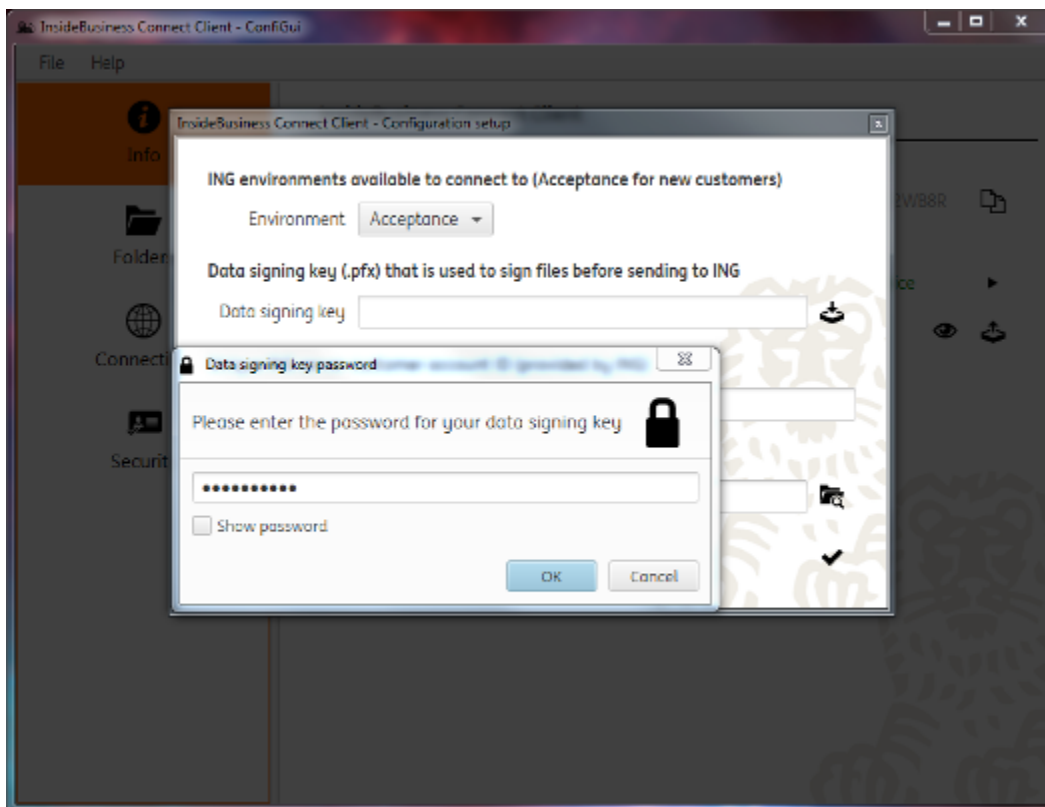 InsideBusiness Connect Client - ConfiGui
File Help
Info
InsideBusiness Connect Client - Configuration setup
ING environments available to connect to (Acceptance for new customers)
Environment Acceptance
Data signing key (.pfx) that is used to sign files before sending to ING
Data signing key
Data signing key password
Please enter the password for your data signing key
••••••••••
Show password
OK Cancel
Folder
Connecti
Securit
ice